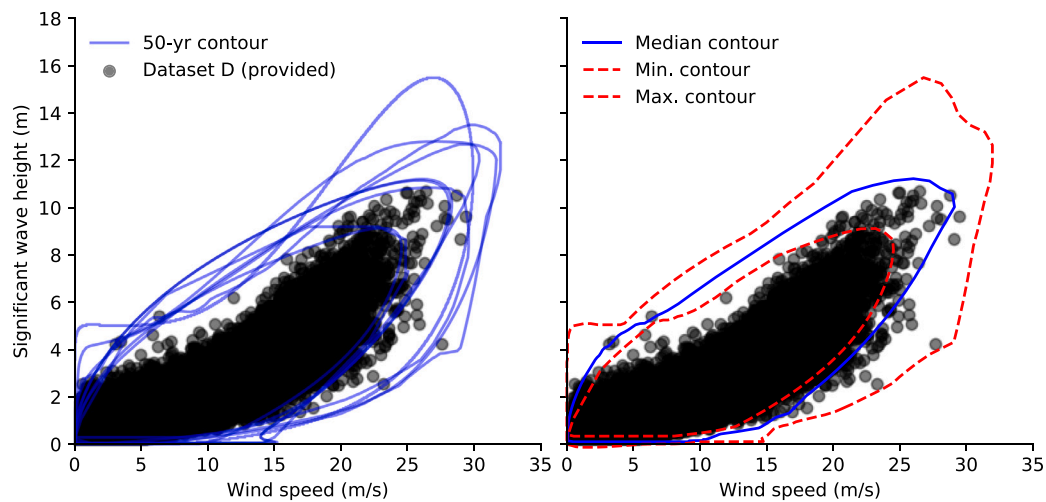 18
16
14
12
10
8
6
4
2
0
Significant wave height (m)
50-yr contour
Dataset D (provided)
0 5 10 15 20 25 30 35
Wind speed (m/s)
Median contour
Min. contour
Max. contour
0 5 10 15 20 25 30 35
Wind speed (m/s)